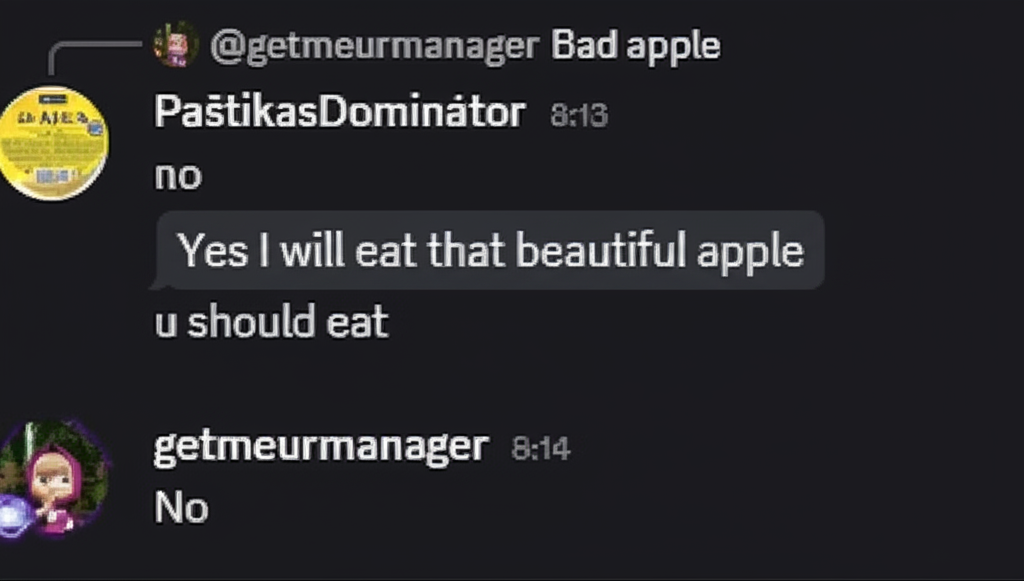 @getmeurmanager Bad apple
PaštikasDominátor 8:13
no
Yes I will eat that beautiful apple
u should eat
getmeurmanager 8:14
No